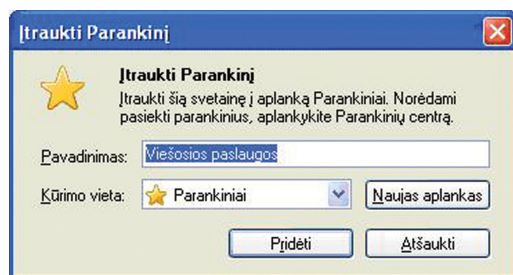 Įtraukti Parankinį
Įtraukti Parankinį
Įtraukti šią svetainę į aplanką Parankiniai. Norėdami
pasiekti parankinius, aplankykite Parankinių centrą.
Pavadinimas: Viešosios paslaugos
Kūrimo vieta: Parankiniai Naujas aplankas
Pridėti Atšaukti